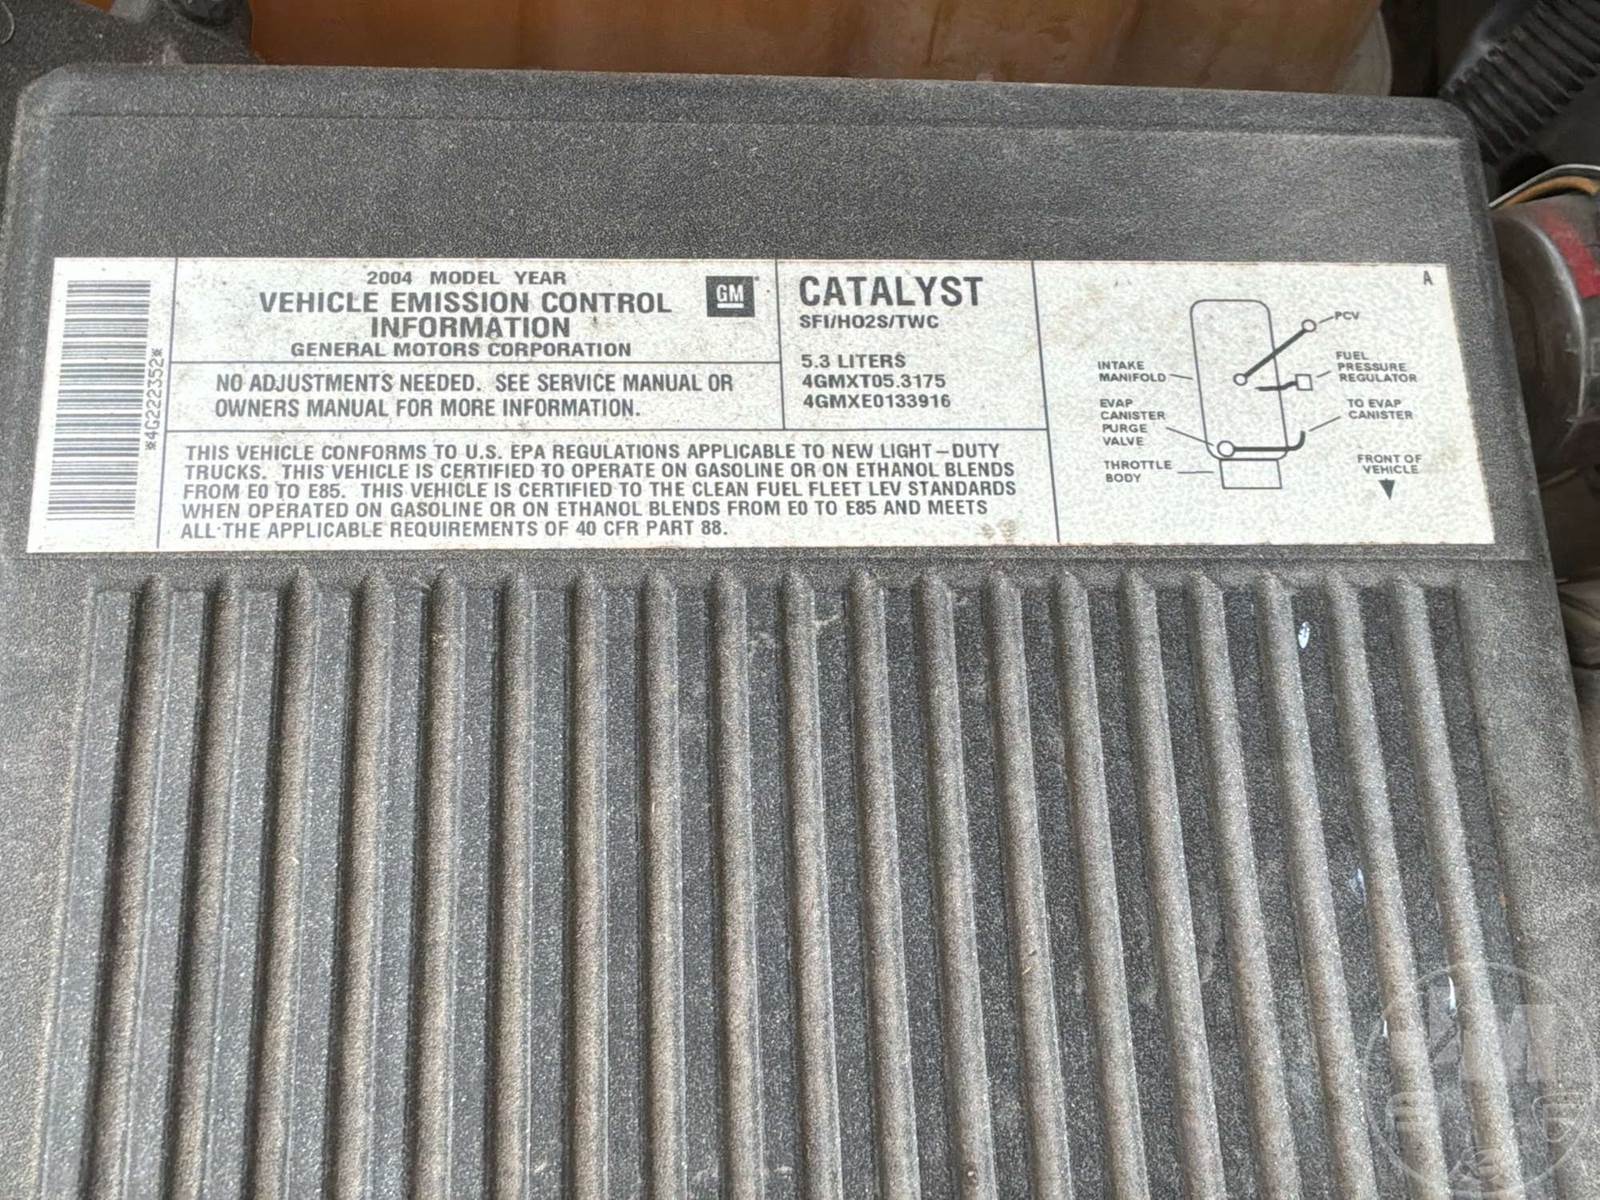 *4G222352*
2004 MODEL YEAR
VEHICLE EMISSION CONTROL
INFORMATION
GENERAL MOTORS CORPORATION
GM
NO ADJUSTMENTS NEEDED. SEE SERVICE MANUAL OR
OWNERS MANUAL FOR MORE INFORMATION.
CATALYST
SFI/HO2S/TWC
5.3 LITERS
4GMXT05.3175
4GMXE0133916
THIS VEHICLE CONFORMS TO U.S. EPA REGULATIONS APPLICABLE TO NEW LIGHT-DUTY
TRUCKS. THIS VEHICLE IS CERTIFIED TO OPERATE ON GASOLINE OR ON ETHANOL BLENDS
FROM E0 TO E85. THIS VEHICLE IS CERTIFIED TO THE CLEAN FUEL FLEET LEV STANDARDS
WHEN OPERATED ON GASOLINE OR ON ETHANOL BLENDS FROM E0 TO E85 AND MEETS
ALL THE APPLICABLE REQUIREMENTS OF 40 CFR PART 88.
A
PCV
INTAKE
MANIFOLD
FUEL
PRESSURE
REGULATOR
EVAP
CANISTER
PURGE
VALVE
TO EVAP
CANISTER
THROTTLE
BODY
FRONT OF
VEHICLE